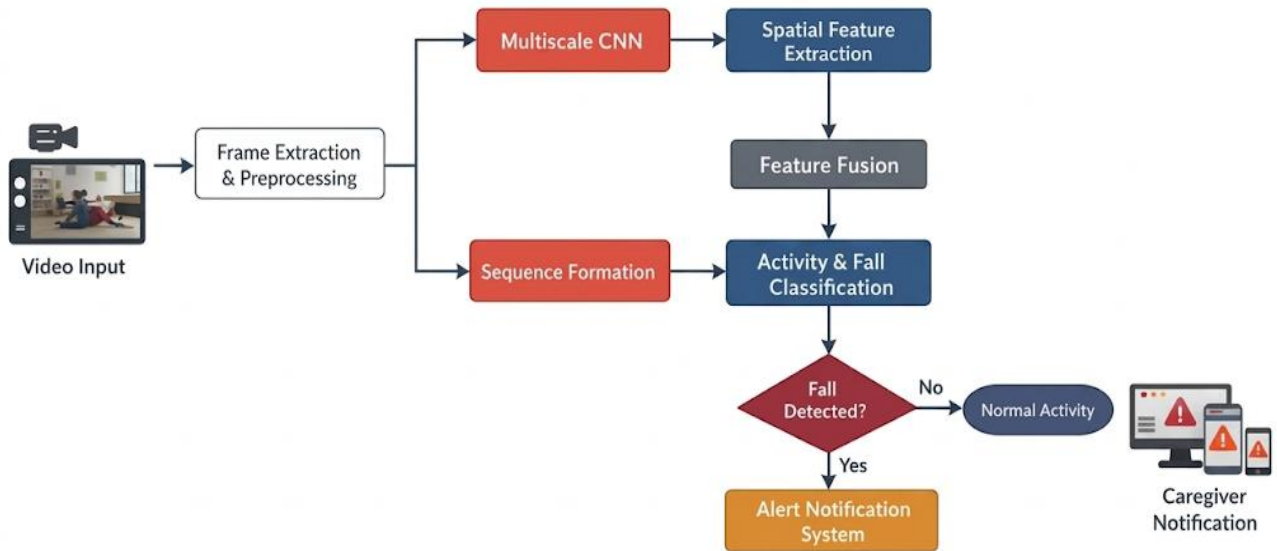 Multiscale CNN
Spatial Feature
Extraction
Frame Extraction
& Preprocessing
Feature Fusion
Video Input
Sequence Formation
Activity & Fall
Classification
Fall
Detected?
No
Normal Activity
Yes
Alert Notification
System
Caregiver
Notification